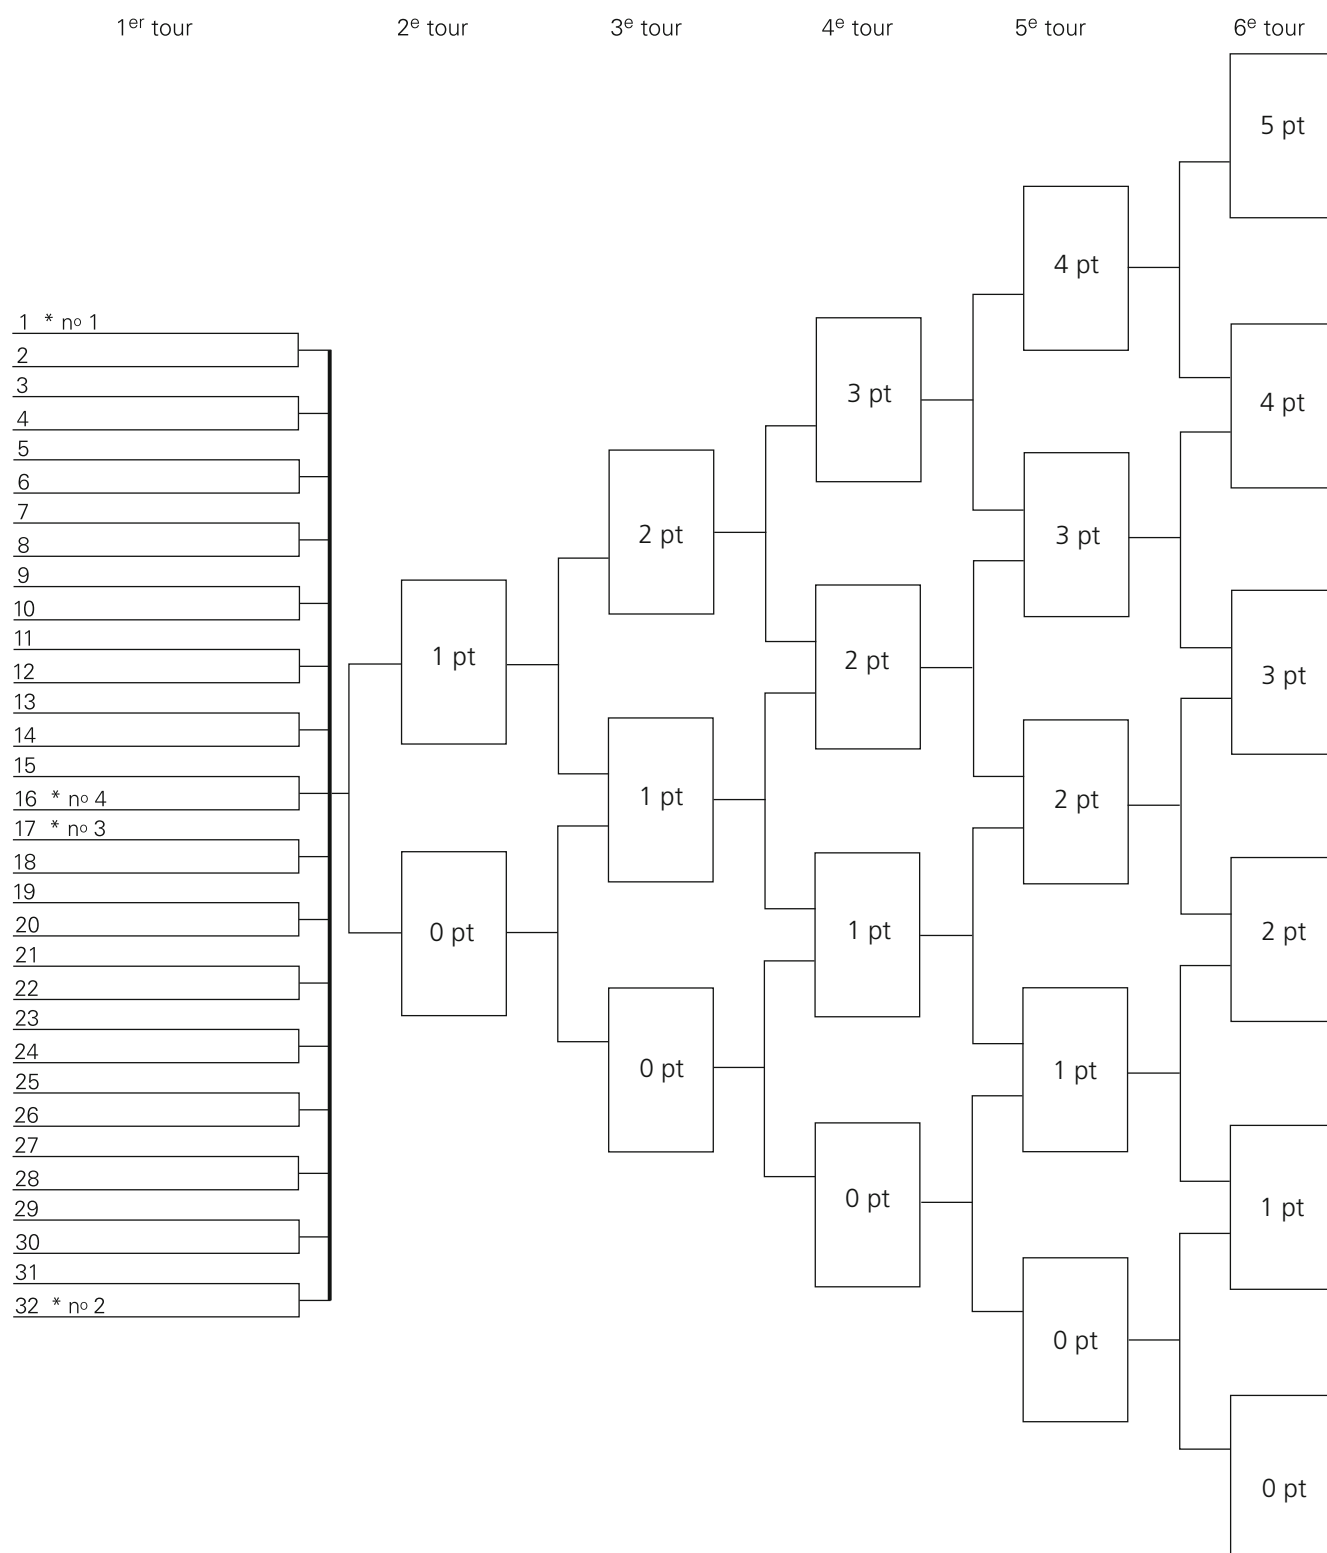 1er tour
2e tour
3e tour
4e tour
5e tour
6e tour
1 * no 1
2
3
4
5
6
7
8
9
10
11
12
13
14
15
16 * no 4
17 * no 3
18
19
20
21
22
23
24
25
26
27
28
29
30
31
32 * no 2
1 pt
0 pt
2 pt
1 pt
0 pt
3 pt
2 pt
1 pt
0 pt
4 pt
3 pt
2 pt
1 pt
0 pt
5 pt
4 pt
3 pt
2 pt
1 pt
0 pt